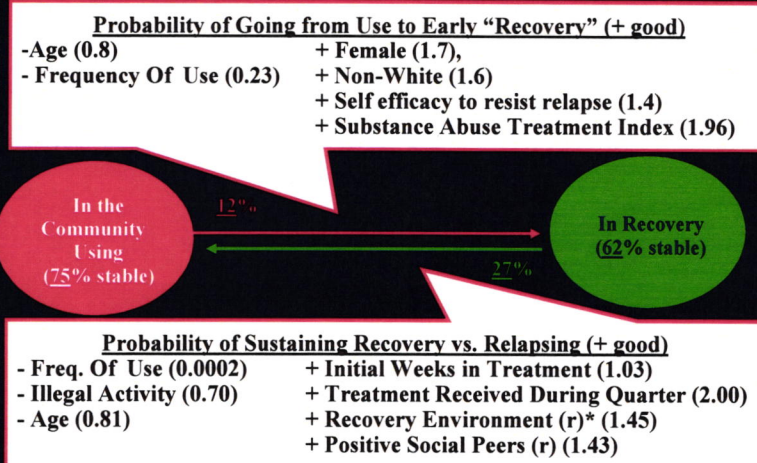 Probability of Going from Use to Early “Recovery” (+ good)
-Age (0.8) + Female (1.7),
- Frequency Of Use (0.23) + Non-White (1.6)
+ Self efficacy to resist relapse (1.4)
+ Substance Abuse Treatment Index (1.96)
In the
Community
Using
(75% stable)
12%
In Recovery
(62% stable)
27%
Probability of Sustaining Recovery vs. Relapsing (+ good)
- Freq. Of Use (0.0002) + Initial Weeks in Treatment (1.03)
- Illegal Activity (0.70) + Treatment Received During Quarter (2.00)
- Age (0.81) + Recovery Environment (r)* (1.45)
+ Positive Social Peers (r) (1.43)